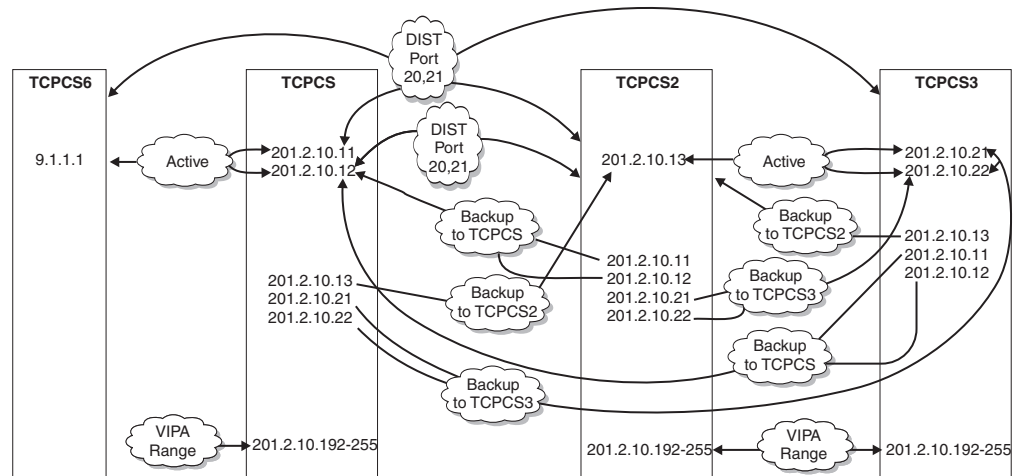 DIST
Port
20,21
TCPCS6
TCPCS
TCPCS2
TCPCS3
DIST
Port
20,21
9.1.1.1
Active
201.2.10.11
201.2.10.12
201.2.10.13
Active
201.2.10.21
201.2.10.22
Backup
to TCPCS
Backup
to TCPCS2
201.2.10.13
201.2.10.11
201.2.10.12
201.2.10.11
201.2.10.12
201.2.10.21
201.2.10.22
Backup
to TCPCS3
201.2.10.13
201.2.10.21
201.2.10.22
Backup
to TCPCS2
Backup
to TCPCS
Backup
to TCPCS3
VIPA
Range
201.2.10.192-255
201.2.10.192-255
VIPA
Range
201.2.10.192-255